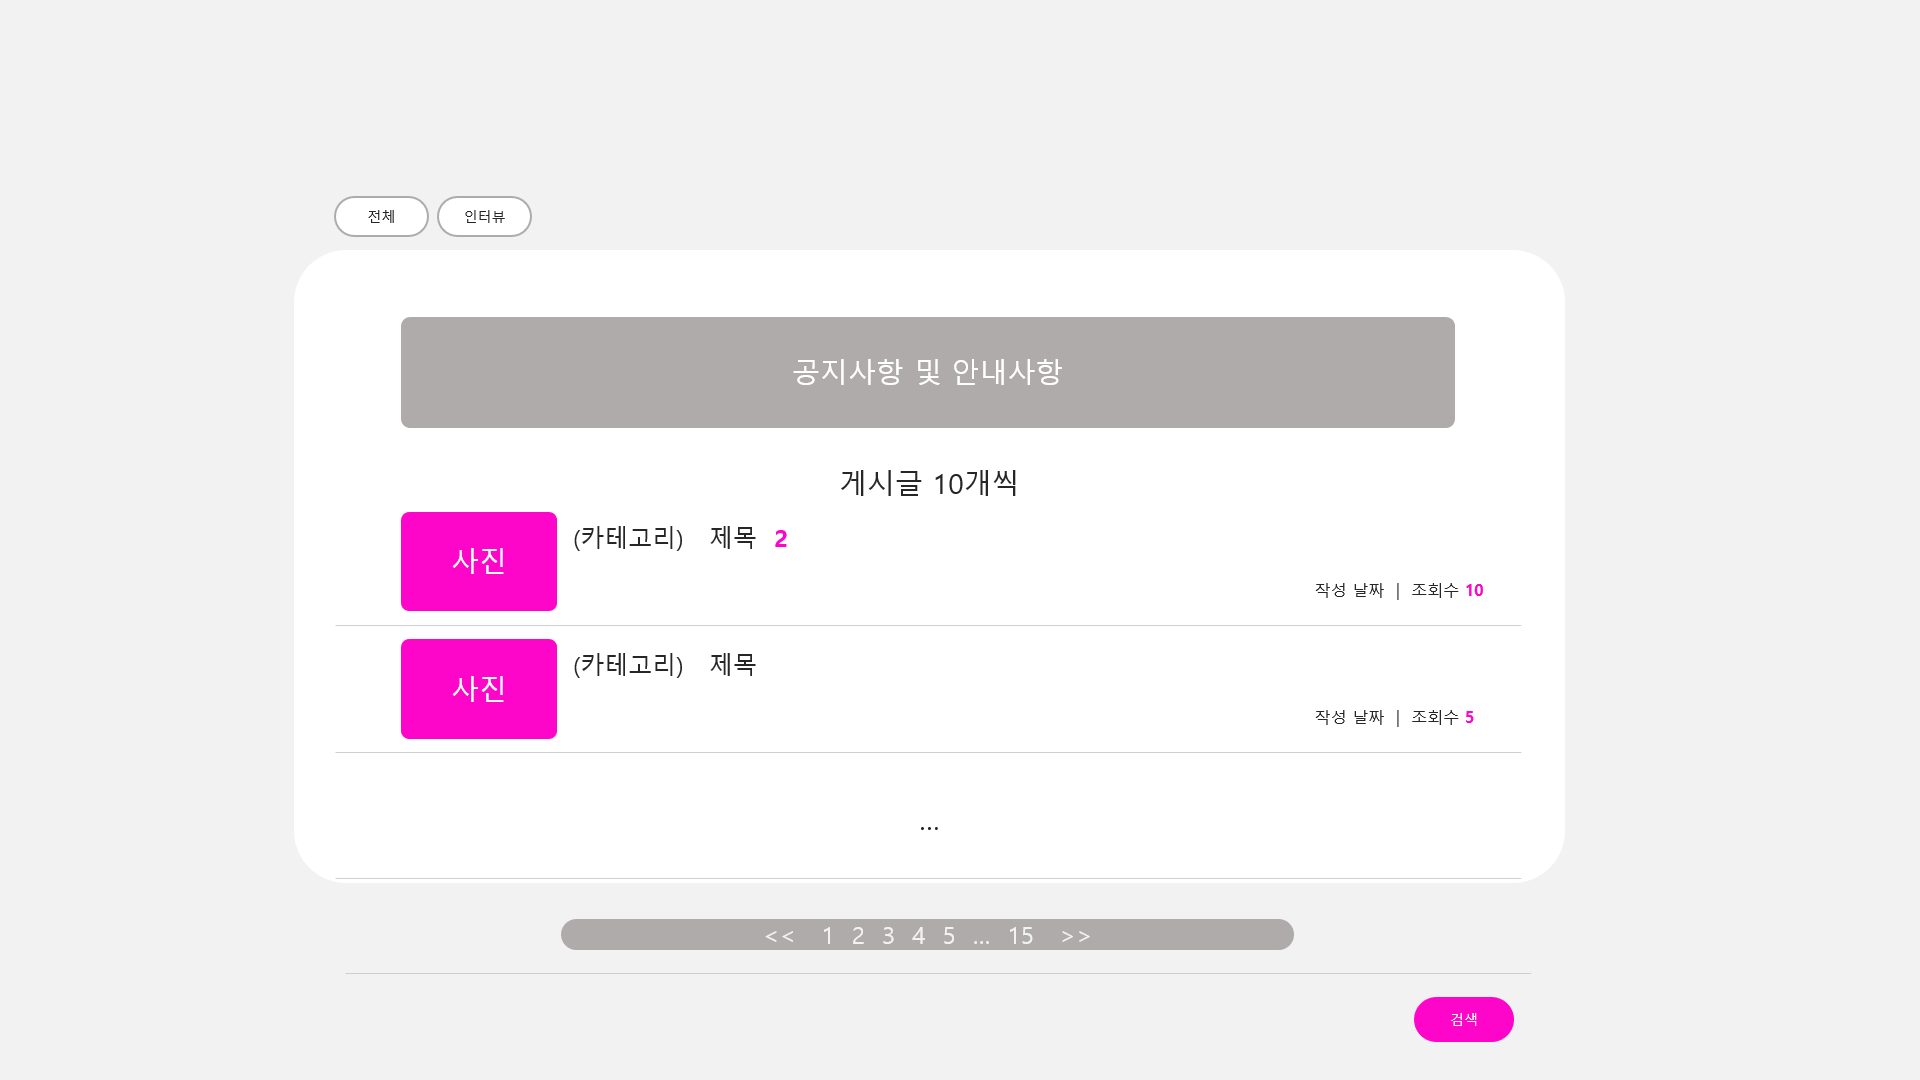 전체
인터뷰
공지사항 및 안내사항
게시글 10개씩
사진
(카테고리) 제목 2
작성 날짜 | 조회수 10
사진
(카테고리) 제목
작성 날짜 | 조회수 5
...
<< 1 2 3 4 5 ... 15 >>
검색